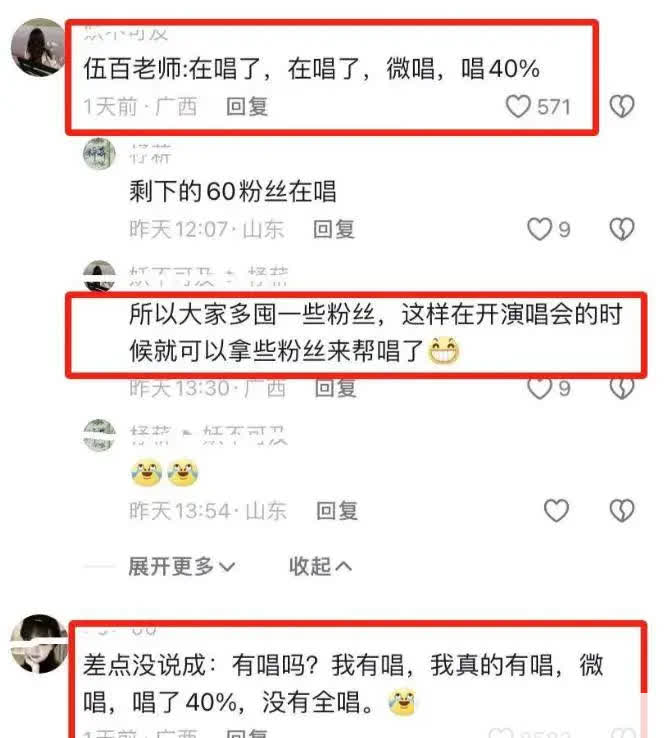 伍百老师:在唱了，在唱了，微唱，唱40%
1天前·广西 回复 571
剩下的60粉丝在唱
昨天12:07·山东 回复 9
所以大家多囤一些粉丝，这样在开演唱会的时
候就可以拿些粉丝来帮唱了
昨天13:30·广西 回复 9
昨天13:54·山东 回复
展开更多 收起
差点没说成：有唱吗？我有唱，我真的有唱，微
唱，唱了40%，没有全唱。
1天前·广西 回复